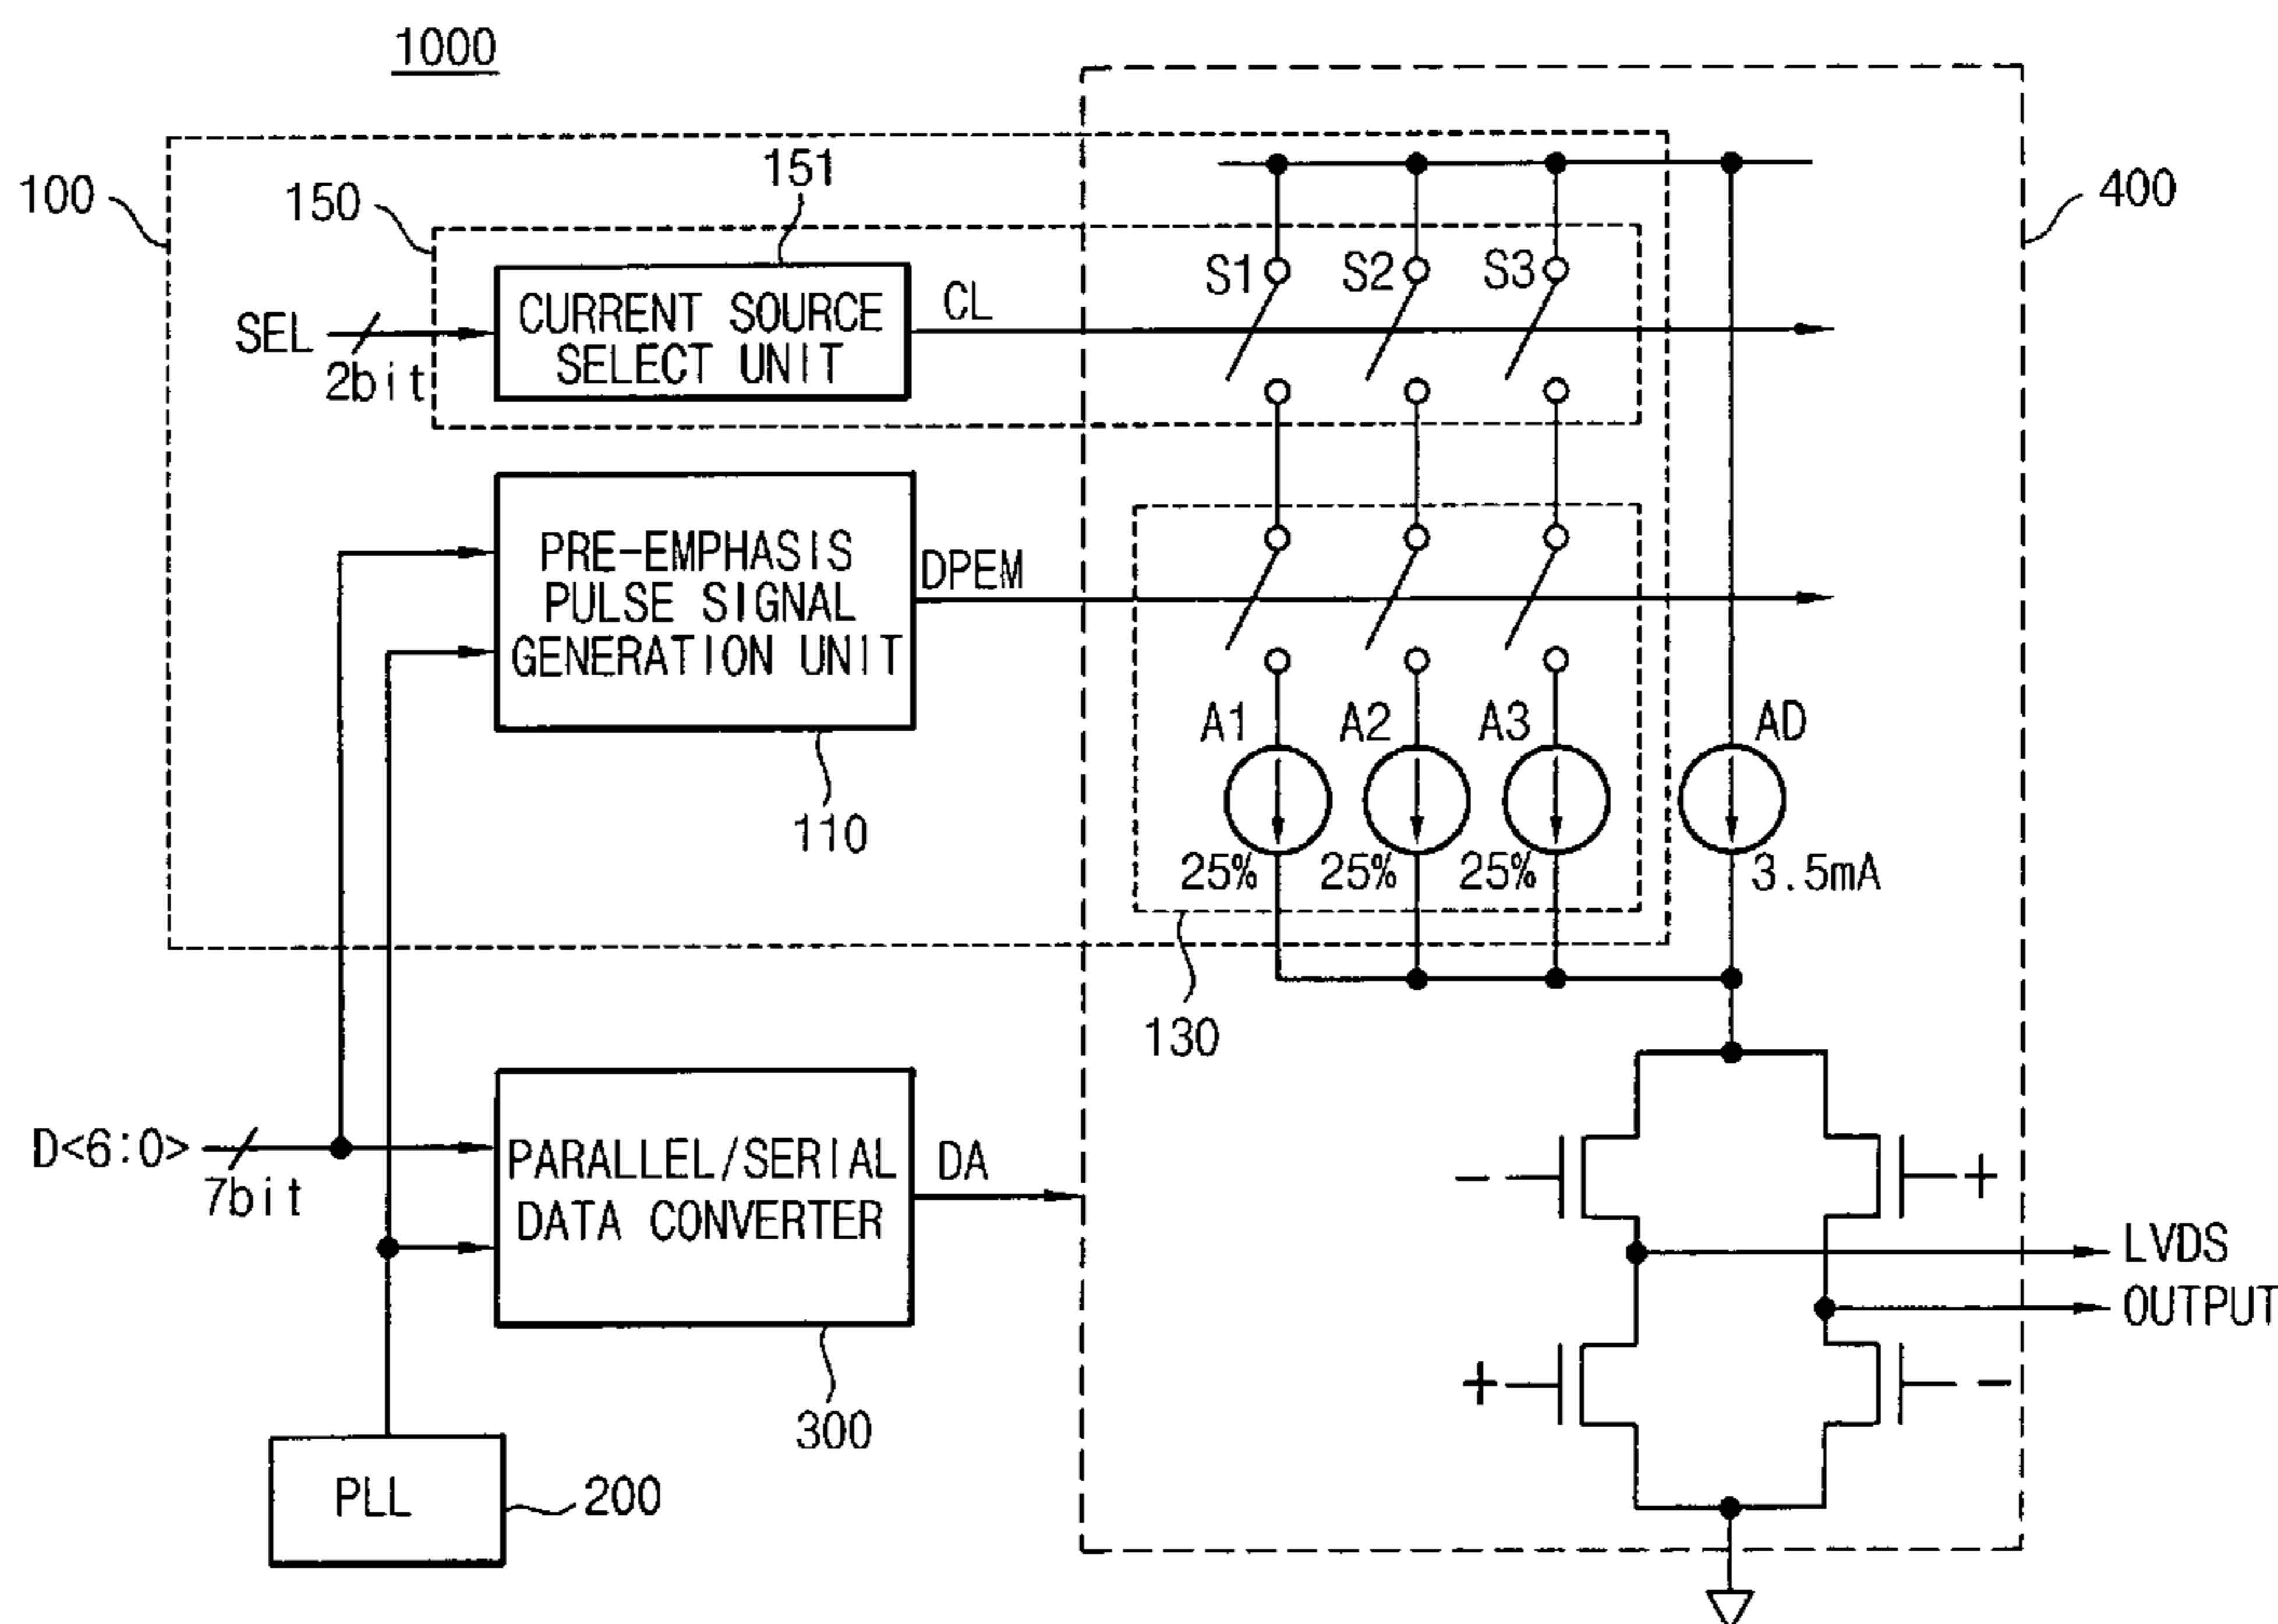 1000
100
150
151
400
SEL
2bit
CURRENT SOURCE
SELECT UNIT
CL
S1
S2
S3
PRE-EMPHASIS
PULSE SIGNAL
GENERATION UNIT
DPEM
110
A1
A2
A3
AD
25%
25%
25%
3.5mA
130
D<6:0>
7bit
PARALLEL/SERIAL
DATA CONVERTER
DA
300
PLL
200
-
+
LVDS
OUTPUT
+
-